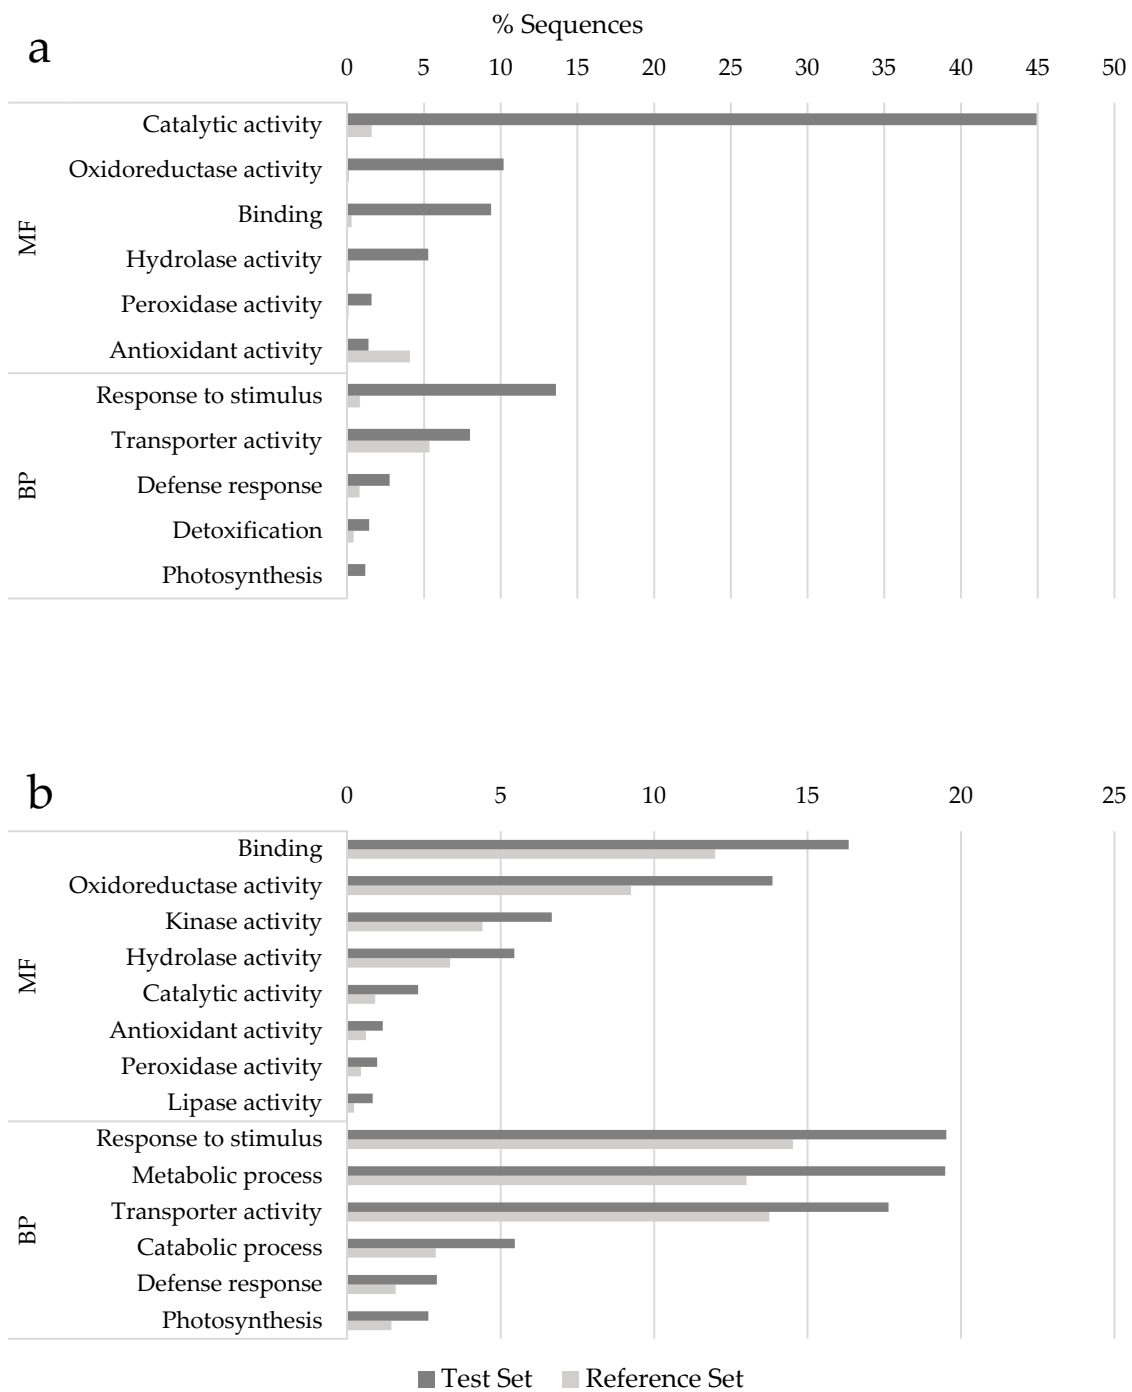 % Sequences
a
0 5 10 15 20 25 30 35 40 45 50
MF
Catalytic activity
Oxidoreductase activity
Binding
Hydrolase activity
Peroxidase activity
Antioxidant activity
BP
Response to stimulus
Transporter activity
Defense response
Detoxification
Photosynthesis
b
0 5 10 15 20 25
MF
Binding
Oxidoreductase activity
Kinase activity
Hydrolase activity
Catalytic activity
Antioxidant activity
Peroxidase activity
Lipase activity
BP
Response to stimulus
Metabolic process
Transporter activity
Catabolic process
Defense response
Photosynthesis
Test Set Reference Set